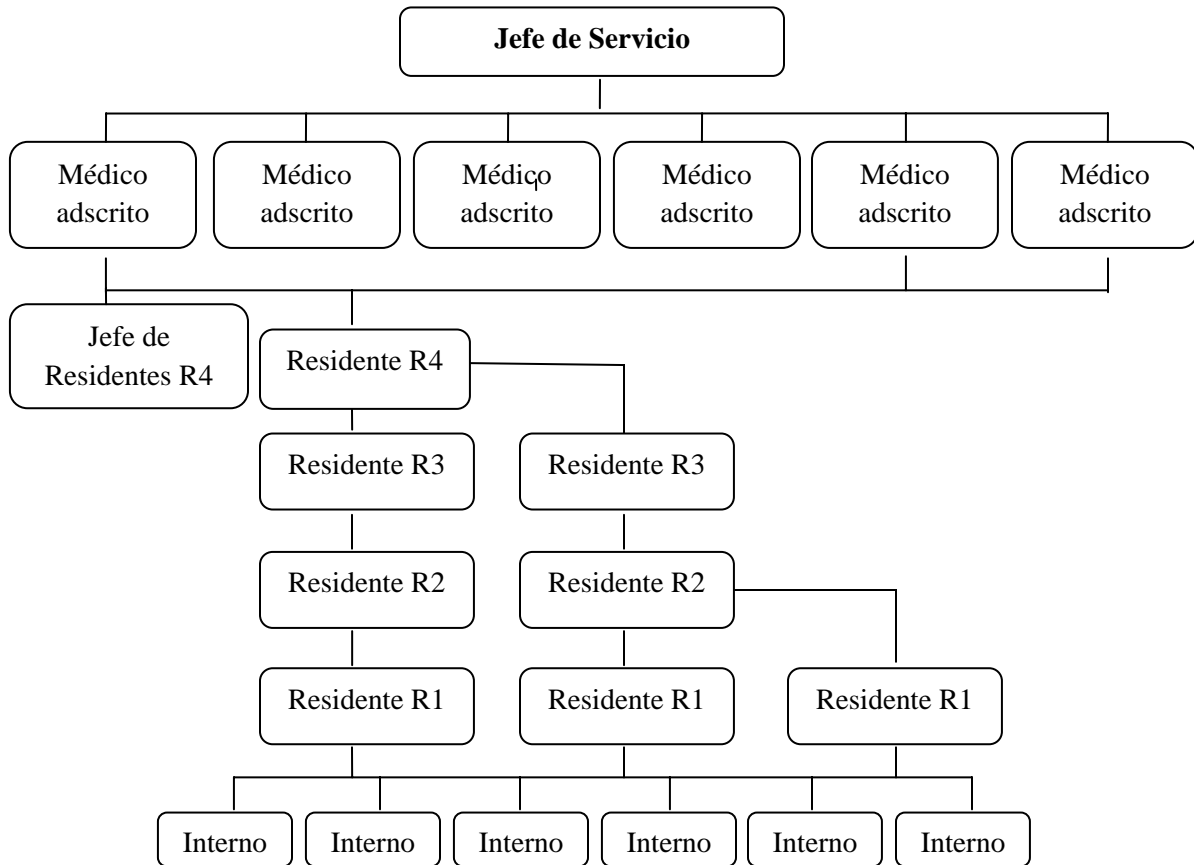 Jefe de Servicio
Médico
adscrito
Médico
adscrito
Médico
adscrito
Médico
adscrito
Médico
adscrito
Médico
adscrito
Jefe de
Residentes R4
Residente R4
Residente R3
Residente R3
Residente R2
Residente R2
Residente R1
Residente R1
Residente R1
Interno
Interno
Interno
Interno
Interno
Interno